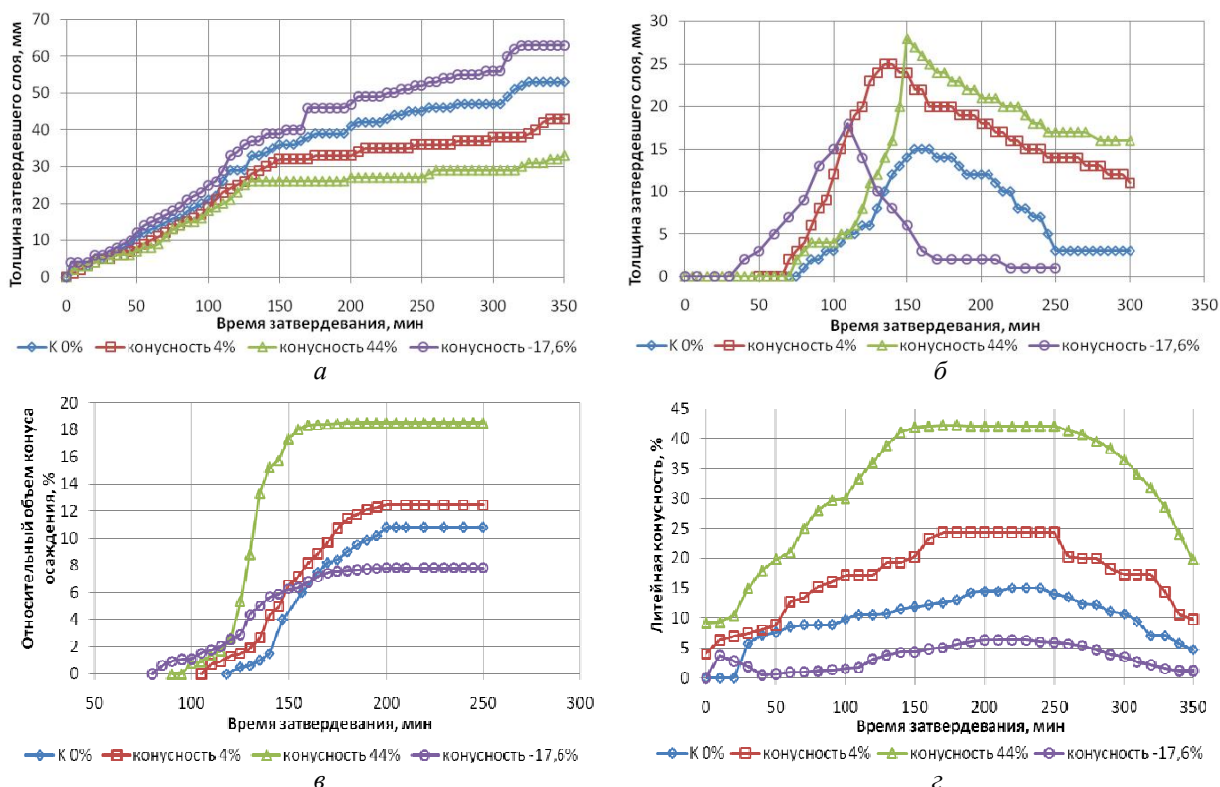 Толщина затвердевшего слоя, мм
70
60
50
40
30
20
10
0
0 50 100 150 200 250 300 350
Время затвердевания, мин
К 0% конусность 4% конусность 44% конусность -17,6%
а
Толщина затвердевшего слоя, мм
30
25
20
15
10
5
0
0 50 100 150 200 250 300 350
Время затвердевания, мин
К 0% конусность 4% конусность 44% конусность -17,6%
б
Относительный объем конуса
осаждения, %
20
18
16
14
12
10
8
6
4
2
0
50 100 150 200 250 300
Время затвердевания, мин
К 0% конусность 4% конусность 44% конусность -17,6%
в
Литейная конусность, %
45
40
35
30
25
20
15
10
5
0
0 50 100 150 200 250 300 350
Время затвердевания, мин
К 0% конусность 4% конусность 44% конусность -17,6%
г